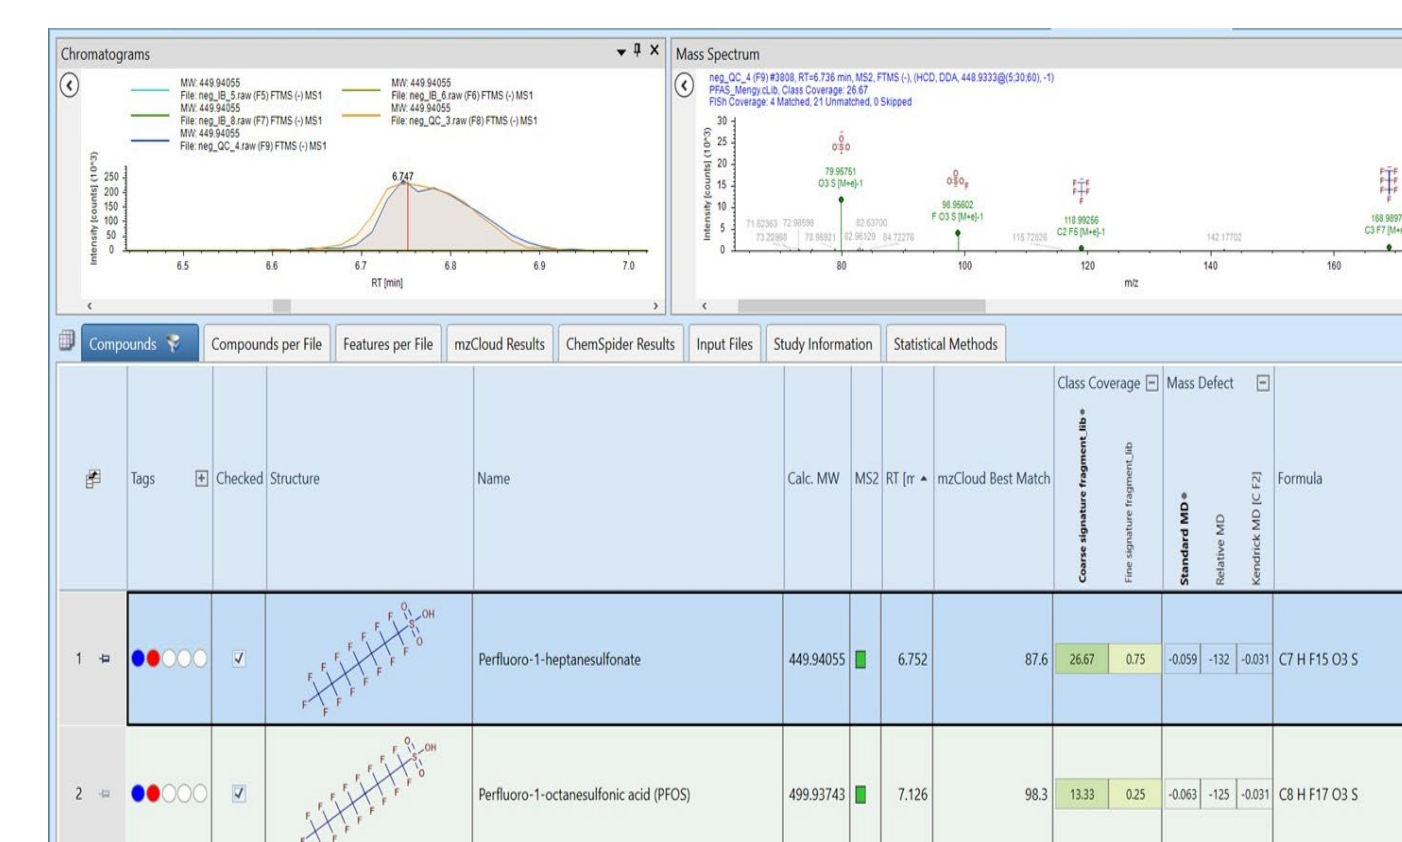 Chromatograms
MW: 449.94055
File: neg_IB_5.raw (F5) FTMS (-) MS1
MW: 449.94055
File: neg_IB_8.raw (F7) FTMS (-) MS1
MW: 449.94055
File: neg_QC_4.raw (F9) FTMS (-) MS1
MW: 449.94055
File: neg_IB_6.raw (F6) FTMS (-) MS1
MW: 449.94055
File: neg_QC_3.raw (F8) FTMS (-) MS1
Intensity [counts] (10^3)
250
200
150
100
50
0
6.747
6.5 6.6 6.7 6.8 6.9 7.0
RT [min]
Mass Spectrum
neg_QC_4 (F9) #3808, RT=6.736 min, MS2, FTMS (-), (HCD, DDA, 448.9333@(5;30;60), -1)
PFAS_Mengy.cLib, Class Coverage: 26.67
FISh Coverage: 4 Matched, 21 Unmatched, 0 Skipped
Intensity [counts] (10^3)
30
25
20
15
10
5
0
79.95751
O3 S [M+e]-1
98.95602
F O3 S [M+e]-1
118.99256
C2 F5 [M+e]-1
168.9897
C3 F7 [M+e
71.62363 72.98598 82.63700
78.96921 82.96129 84.72278
115.72826
142.17702
80 100 120 140 160
m/z
Compounds
Compounds per File
Features per File
mzCloud Results
ChemSpider Results
Input Files
Study Information
Statistical Methods
Tags
Checked
Structure
Name
Calc. MW
MS2
RT [m
mzCloud Best Match
Class Coverage
Coarse signature fragment_lib
Fine signature fragment_lib
Mass Defect
Standard MD
Relative MD
Kendrick MD [C F2]
Formula
1 Perfluoro-1-heptanesulfonate 449.94055 6.752 87.6 26.67 0.75 -0.059 -132 -0.031 C7 H F15 O3 S
2 Perfluoro-1-octanesulfonic acid (PFOS) 499.93743 7.126 98.3 13.33 0.25 -0.063 -125 -0.031 C8 H F17 O3 S